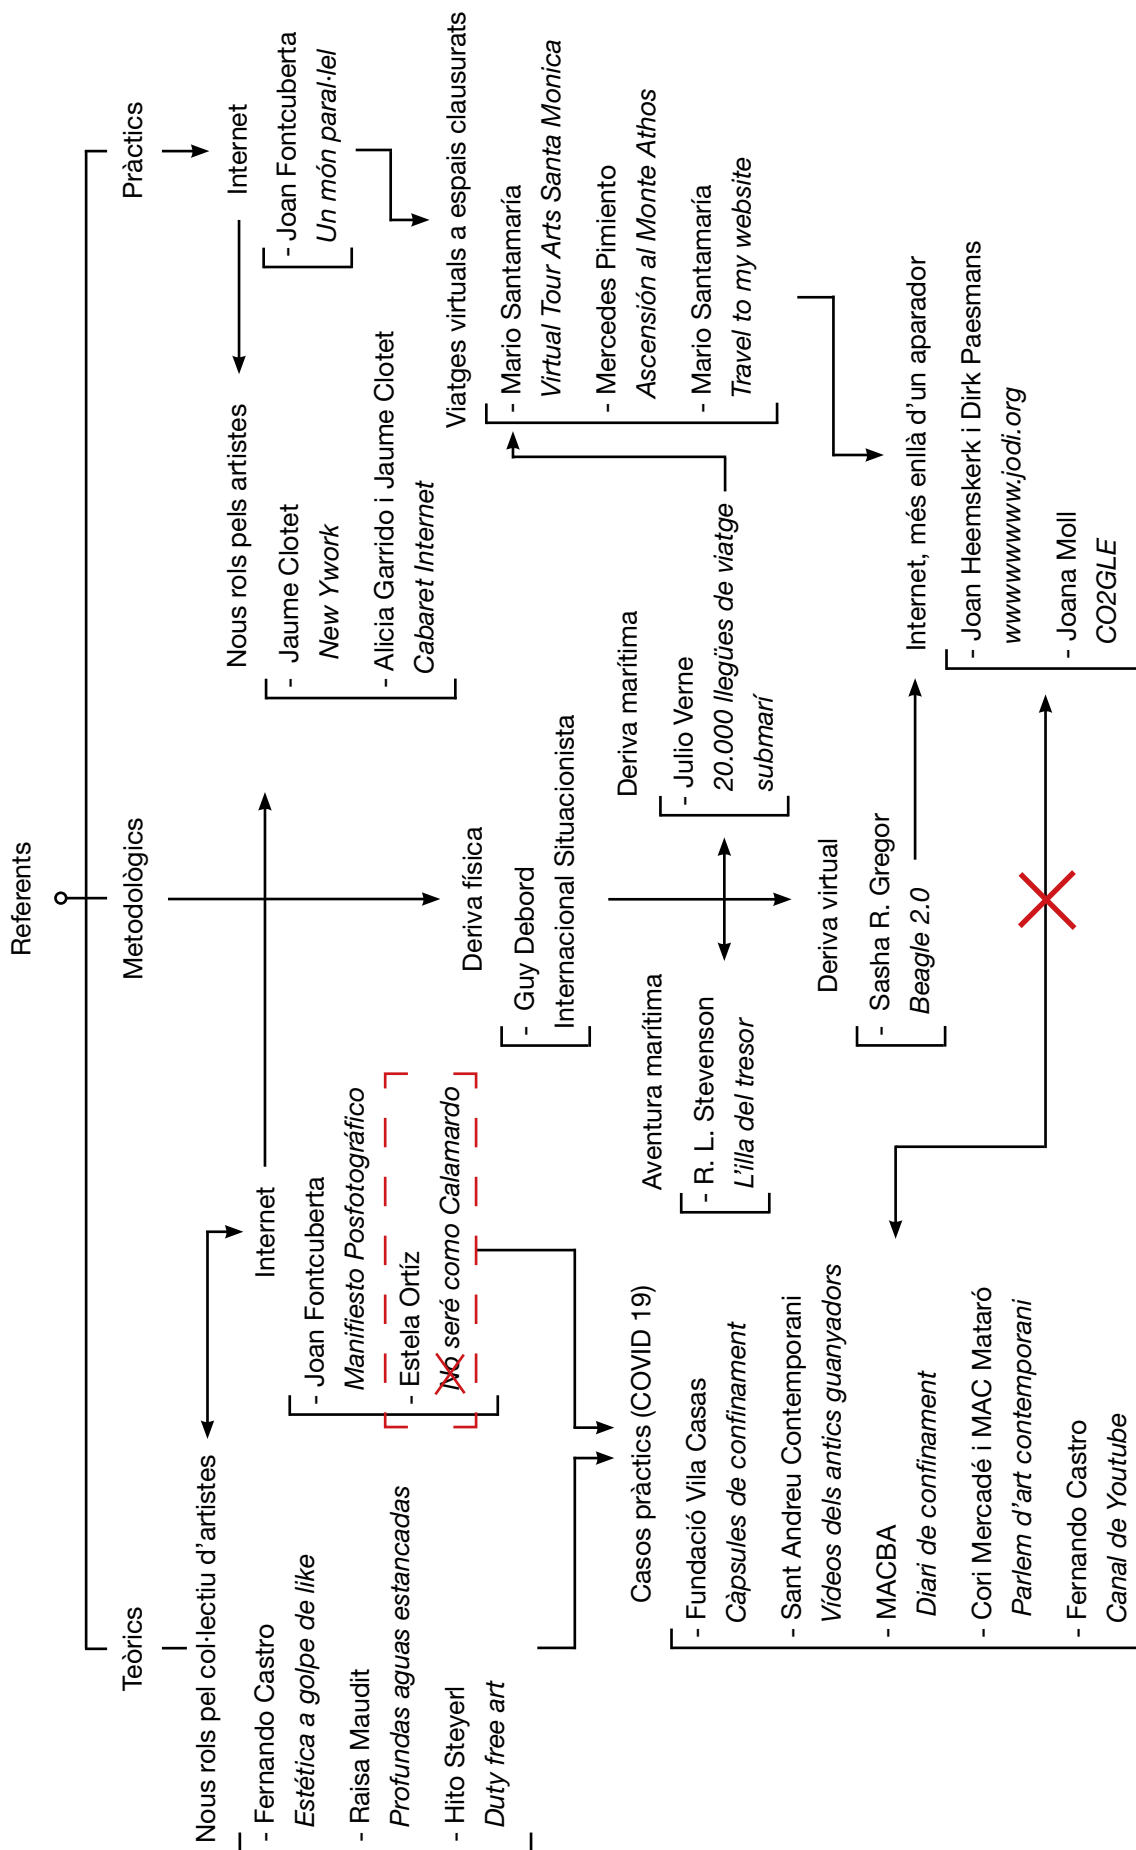 Referents
Teòrics
Nous rols pel col·lectiu d'artistes
- Fernando Castro
Estética a golpe de like
- Raisa Maudit
Profundas aguas estancadas
- Hito Steyerl
Duty free art
Internet
- Joan Fontcuberta
Manifiesto Posfotográfico
- Estela Ortíz
No seré como Calamardo
Casos pràctics (COVID 19)
- Fundació Vila Casas
Càpsules de confinament
- Sant Andreu Contemporani
Vídeos dels antics guanyadors
- MACBA
Diari de confinament
- Cori Mercadé i MAC Mataró
Parlem d'art contemporani
- Fernando Castro
Canal de Youtube
Metodològics
Deriva física
- Guy Debord
Internacional Situacionista
Aventura marítima
- R. L. Stevenson
L'illa del tresor
Deriva marítima
- Julio Verne
20.000 llegües de viatge
submarí
Deriva virtual
- Sasha R. Gregor
Beagle 2.0
Pràctics
Internet
- Joan Fontcuberta
Un món paral·lel
Nous rols pels artistes
- Jaume Clotet
New Ywork
- Alicia Garrido i Jaume Clotet
Cabaret Internet
Viatges virtuals a espais clausurats
- Mario Santamaría
Virtual Tour Arts Santa Monica
- Mercedes Pimiento
Ascensión al Monte Athos
- Mario Santamaría
Travel to my website
Internet, més enllà d'un aparador
- Joan Heemskerk i Dirk Paesmans
wwwwwwwww.jodi.org
- Joana Moll
CO2GLE